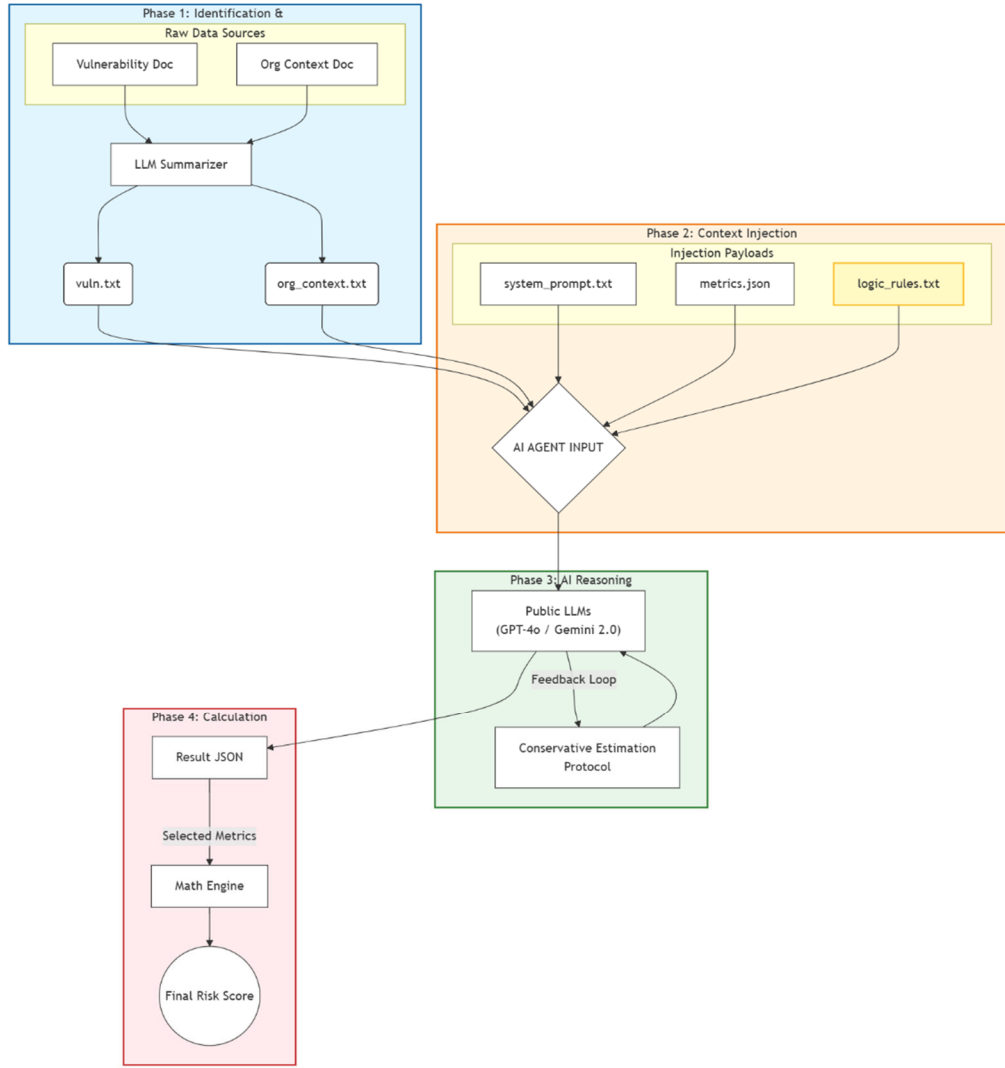 Phase 1: Identification &
Raw Data Sources
Vulnerability Doc
Org Context Doc
LLM Summarizer
vuln.txt
org_context.txt
Phase 2: Context Injection
Injection Payloads
system_prompt.txt
metrics.json
logic_rules.txt
AI AGENT INPUT
Phase 3: AI Reasoning
Public LLMs
(GPT-4o / Gemini 2.0)
Feedback Loop
Conservative Estimation
Protocol
Phase 4: Calculation
Result JSON
Selected Metrics
Math Engine
Final Risk Score